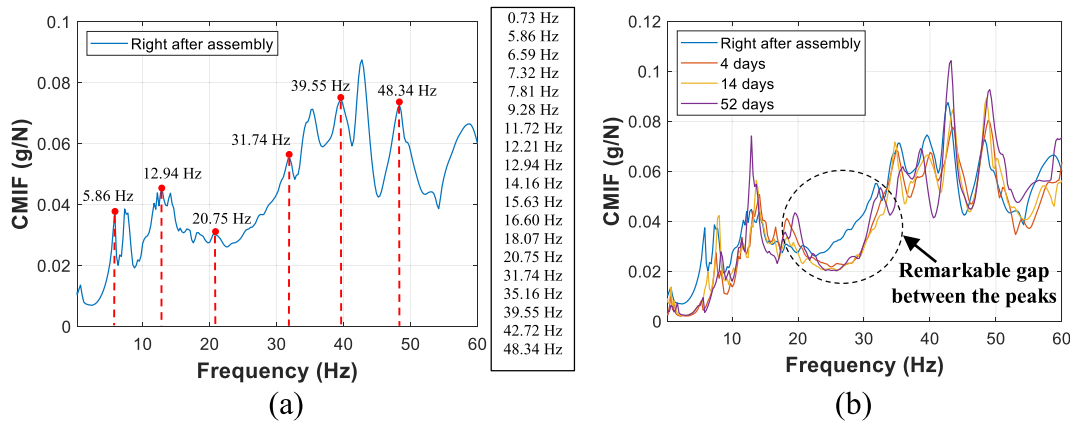 (a)
0.1
0.08
0.06
0.04
0.02
0
CMIF (g/N)
Right after assembly
5.86 Hz
12.94 Hz
20.75 Hz
31.74 Hz
39.55 Hz
48.34 Hz
10
20
30
40
50
60
Frequency (Hz)
(a)
0.73 Hz
5.86 Hz
6.59 Hz
7.32 Hz
7.81 Hz
9.28 Hz
11.72 Hz
12.21 Hz
12.94 Hz
14.16 Hz
15.63 Hz
16.60 Hz
18.07 Hz
20.75 Hz
31.74 Hz
35.16 Hz
39.55 Hz
42.72 Hz
48.34 Hz
0.12
0.1
0.08
0.06
0.04
0.02
0
CMIF (g/N)
Right after assembly
4 days
14 days
52 days
Remarkable gap
between the peaks
10
20
30
40
50
60
Frequency (Hz)
(b)